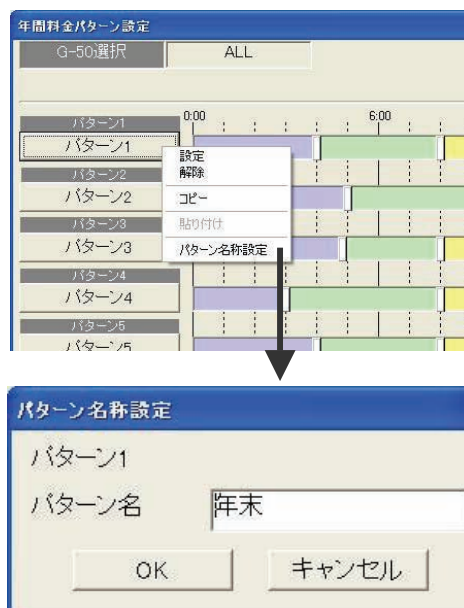 年間料金パターン設定
G-50選択 ALL
0:00 6:00
パターン1
パターン1
設定
解除
パターン2
パターン2
コピー
パターン3
貼り付け
パターン3
パターン名称設定
パターン4
パターン4
パターン5
パターン5
パターン名称設定
パターン1
パターン名 年末
OK キャンセル